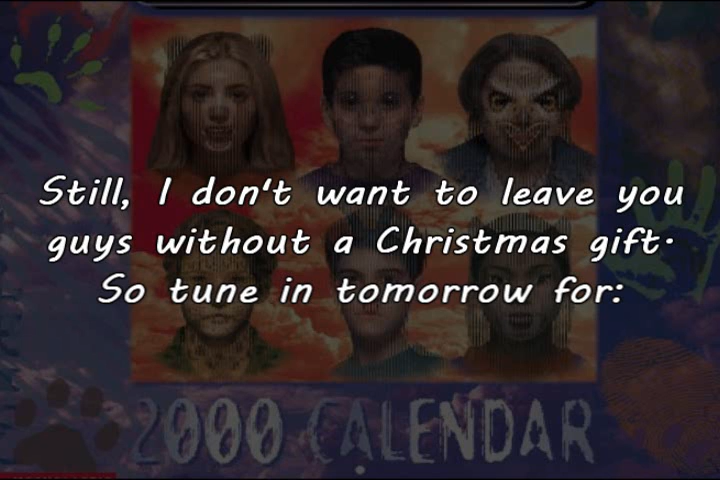 Still, I don't want to leave you
guys without a Christmas gift.
So tune in tomorrow for:
2000 CALENDAR